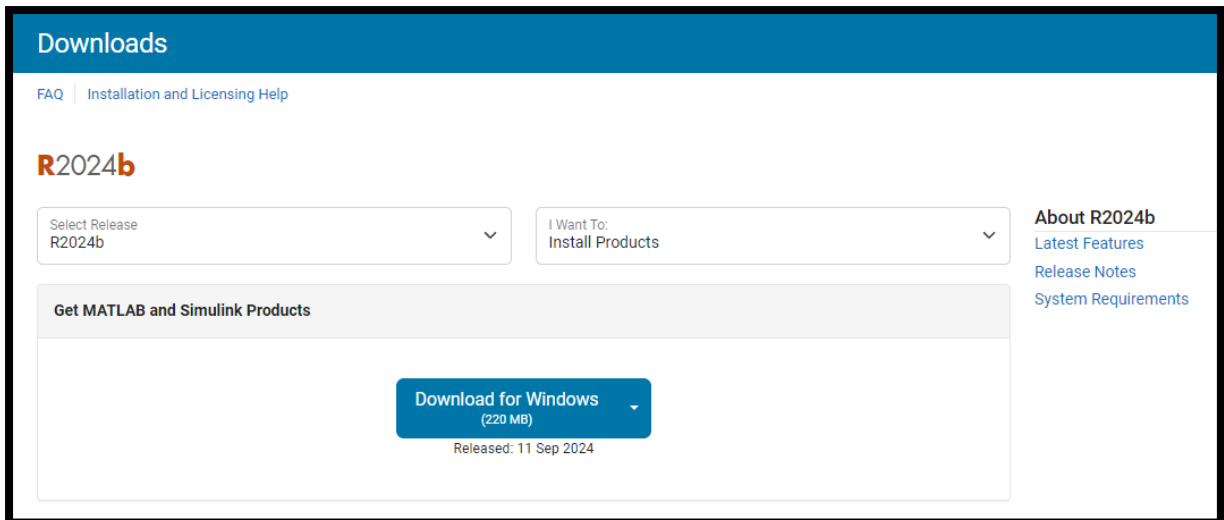 Downloads
FAQ Installation and Licensing Help
R2024b
Select Release
R2024b
I Want To:
Install Products
About R2024b
Latest Features
Release Notes
System Requirements
Get MATLAB and Simulink Products
Download for Windows
(220 MB)
Released: 11 Sep 2024